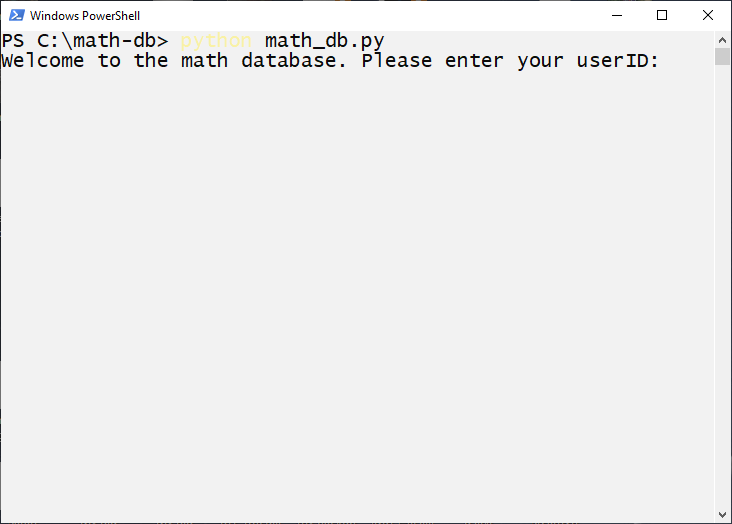 Windows PowerShell
PS C:\math-db> python math_db.py
Welcome to the math database. Please enter your userID: